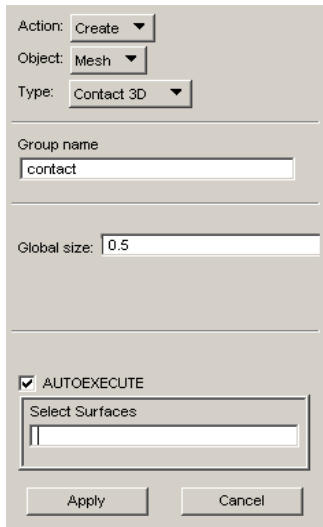 Action: Create
Object: Mesh
Type: Contact 3D
Group name
contact
Global size: 0.5
AUTOEXECUTE
Select Surfaces
Apply Cancel